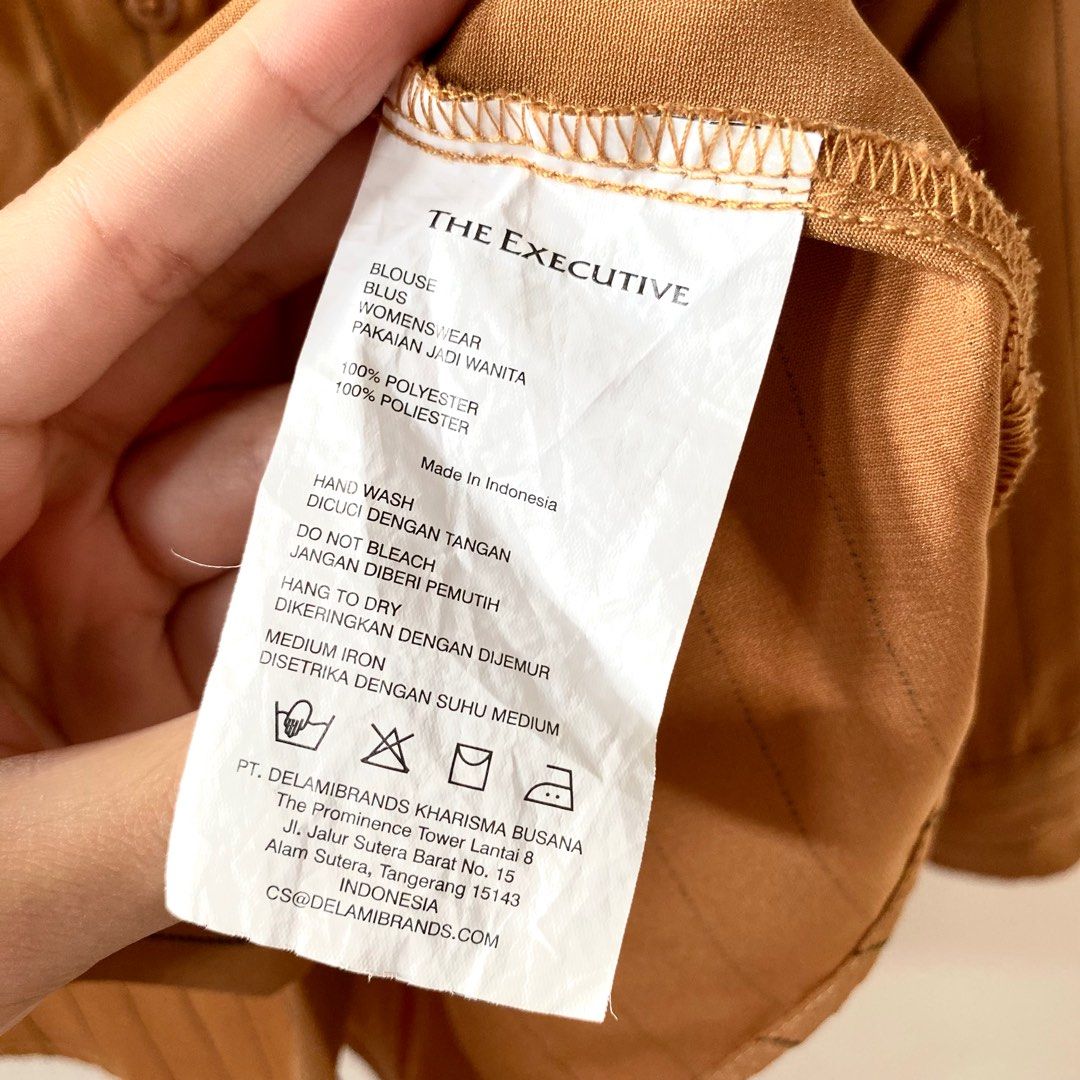 THE EXECUTIVE
BLOUSE
BLUS
WOMENSWEAR
PAKAIAN JADI WANITA
100% POLYESTER
100% POLIESTER
Made In Indonesia
HAND WASH
DICUCI DENGAN TANGAN
DO NOT BLEACH
JANGAN DIBERI PEMUTIH
HANG TO DRY
DIKERINGKAN DENGAN DIJEMUR
MEDIUM IRON
DISETRIKA DENGAN SUHU MEDIUM
PT. DELAMIBRANDS KHARISMA BUSANA
The Prominence Tower Lantai 8
Jl. Jalur Sutera Barat No. 15
Alam Sutera, Tangerang 15143
INDONESIA
CS@DELAMIBRANDS.COM